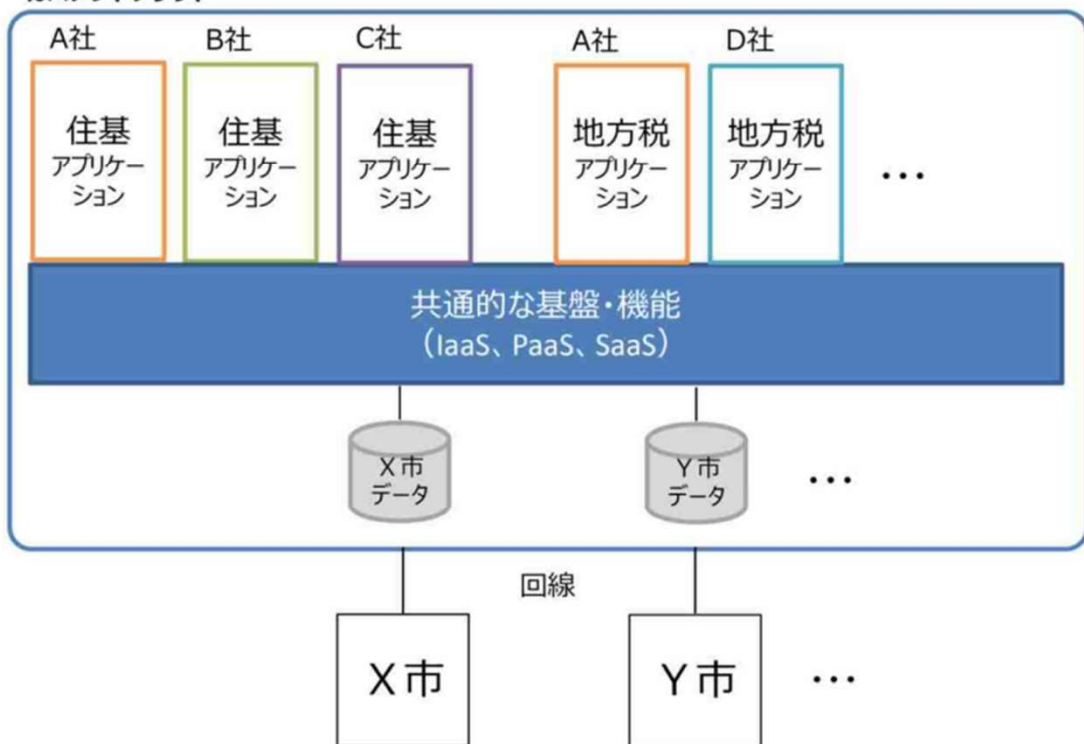 A社
B社
C社
A社
D社
住基
アプリケー
ション
住基
アプリケー
ション
住基
アプリケー
ション
地方税
アプリケー
ション
地方税
アプリケー
ション
…
共通的な基盤・機能
（IaaS、PaaS、SaaS）
X市
データ
Y市
データ
…
回線
X市
Y市
…